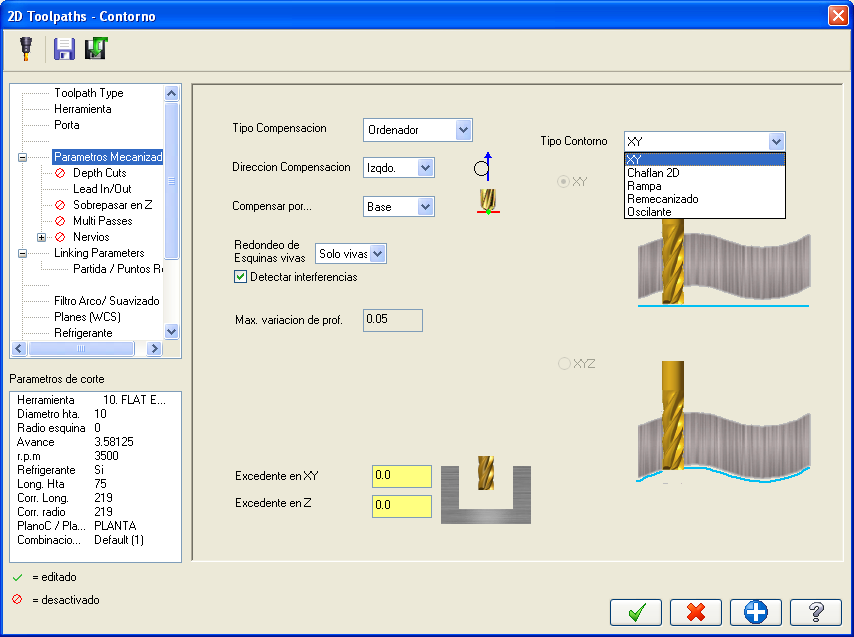 2D Toolpaths - Contorno
Toolpath Type
Herramienta
Porta
Parametros Mecanizad
Depth Cuts
Lead In/Out
Sobrepasar en Z
Multi Passes
Nervios
Linking Parameters
Partida / Puntos R
Filtro Arco/ Suavizado
Planes (WCS)
Refrigerante
Parametros de corte
Herramienta 10. FLAT E...
Diametro hta. 10
Radio esquina 0
Avance 3.58125
r.p.m 3500
Refrigerante Si
Long. Hta 75
Corr. Long. 219
Corr. radio 219
PlanoC / Pla... PLANTA
Combinacio... Default (1)
= editado
= desactivado
Tipo Compensacion Ordenador
Direccion Compensacion Izqdo.
Compensar por... Base
Redondeo de
Esquinas vivas Solo vivas
Detectar interferencias
Max. variacion de prof. 0.05
Excedente en XY 0.0
Excedente en Z 0.0
Tipo Contorno XY
XY
Chaflan 2D
Rampa
Remecanizado
Oscilante
XY
XYZ